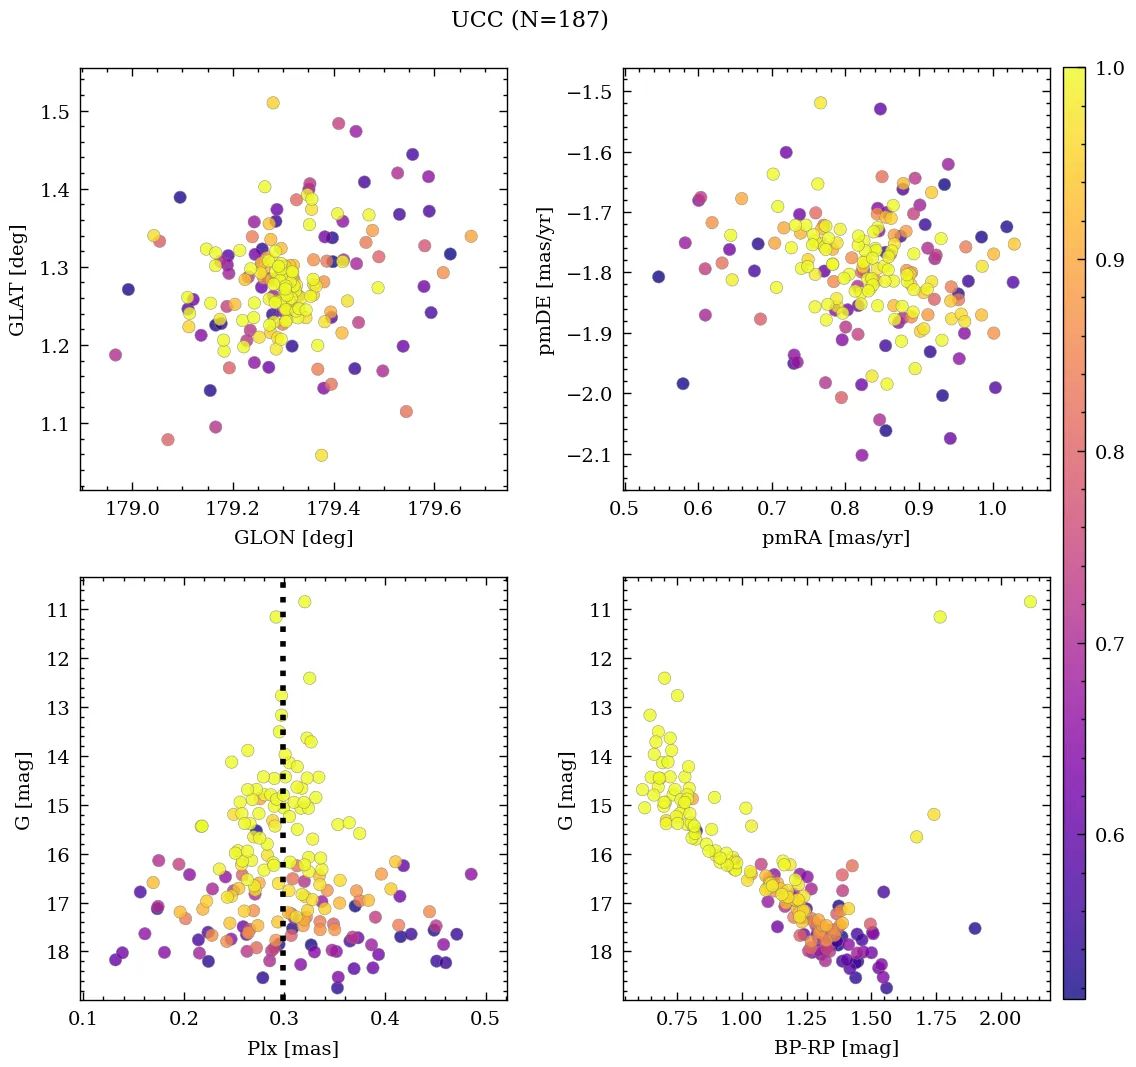 UCC (N=187)
1.5
1.4
1.3
1.2
1.1
GLAT [deg]
179.0 179.2 179.4 179.6
GLON [deg]
−1.5
−1.6
−1.7
−1.8
−1.9
−2.0
−2.1
pmDE [mas/yr]
0.5 0.6 0.7 0.8 0.9 1.0
pmRA [mas/yr]
1.0
0.9
0.8
0.7
0.6
11
12
13
14
15
16
17
18
G [mag]
0.1 0.2 0.3 0.4 0.5
Plx [mas]
11
12
13
14
15
16
17
18
G [mag]
0.75 1.00 1.25 1.50 1.75 2.00
BP-RP [mag]